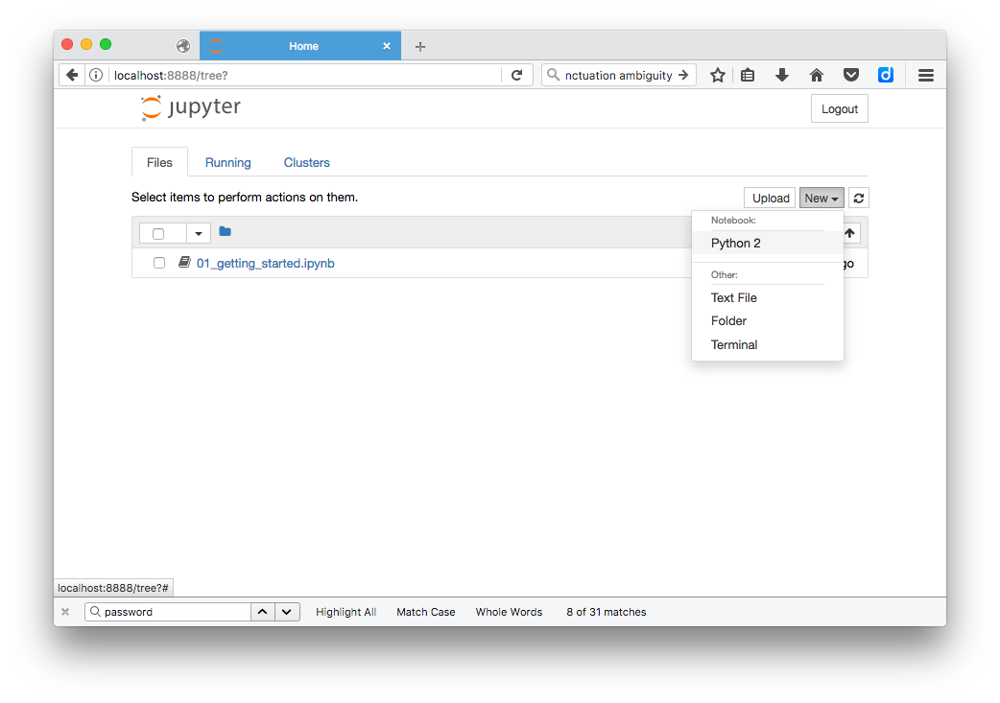 Home
localhost:8888/tree?
nctuation ambiguity
jupyter
Logout
Files Running Clusters
Select items to perform actions on them.
Upload New
Notebook:
Python 2
01_getting_started.ipynb
go
Other:
Text File
Folder
Terminal
localhost:8888/tree?#
password Highlight All Match Case Whole Words 8 of 31 matches